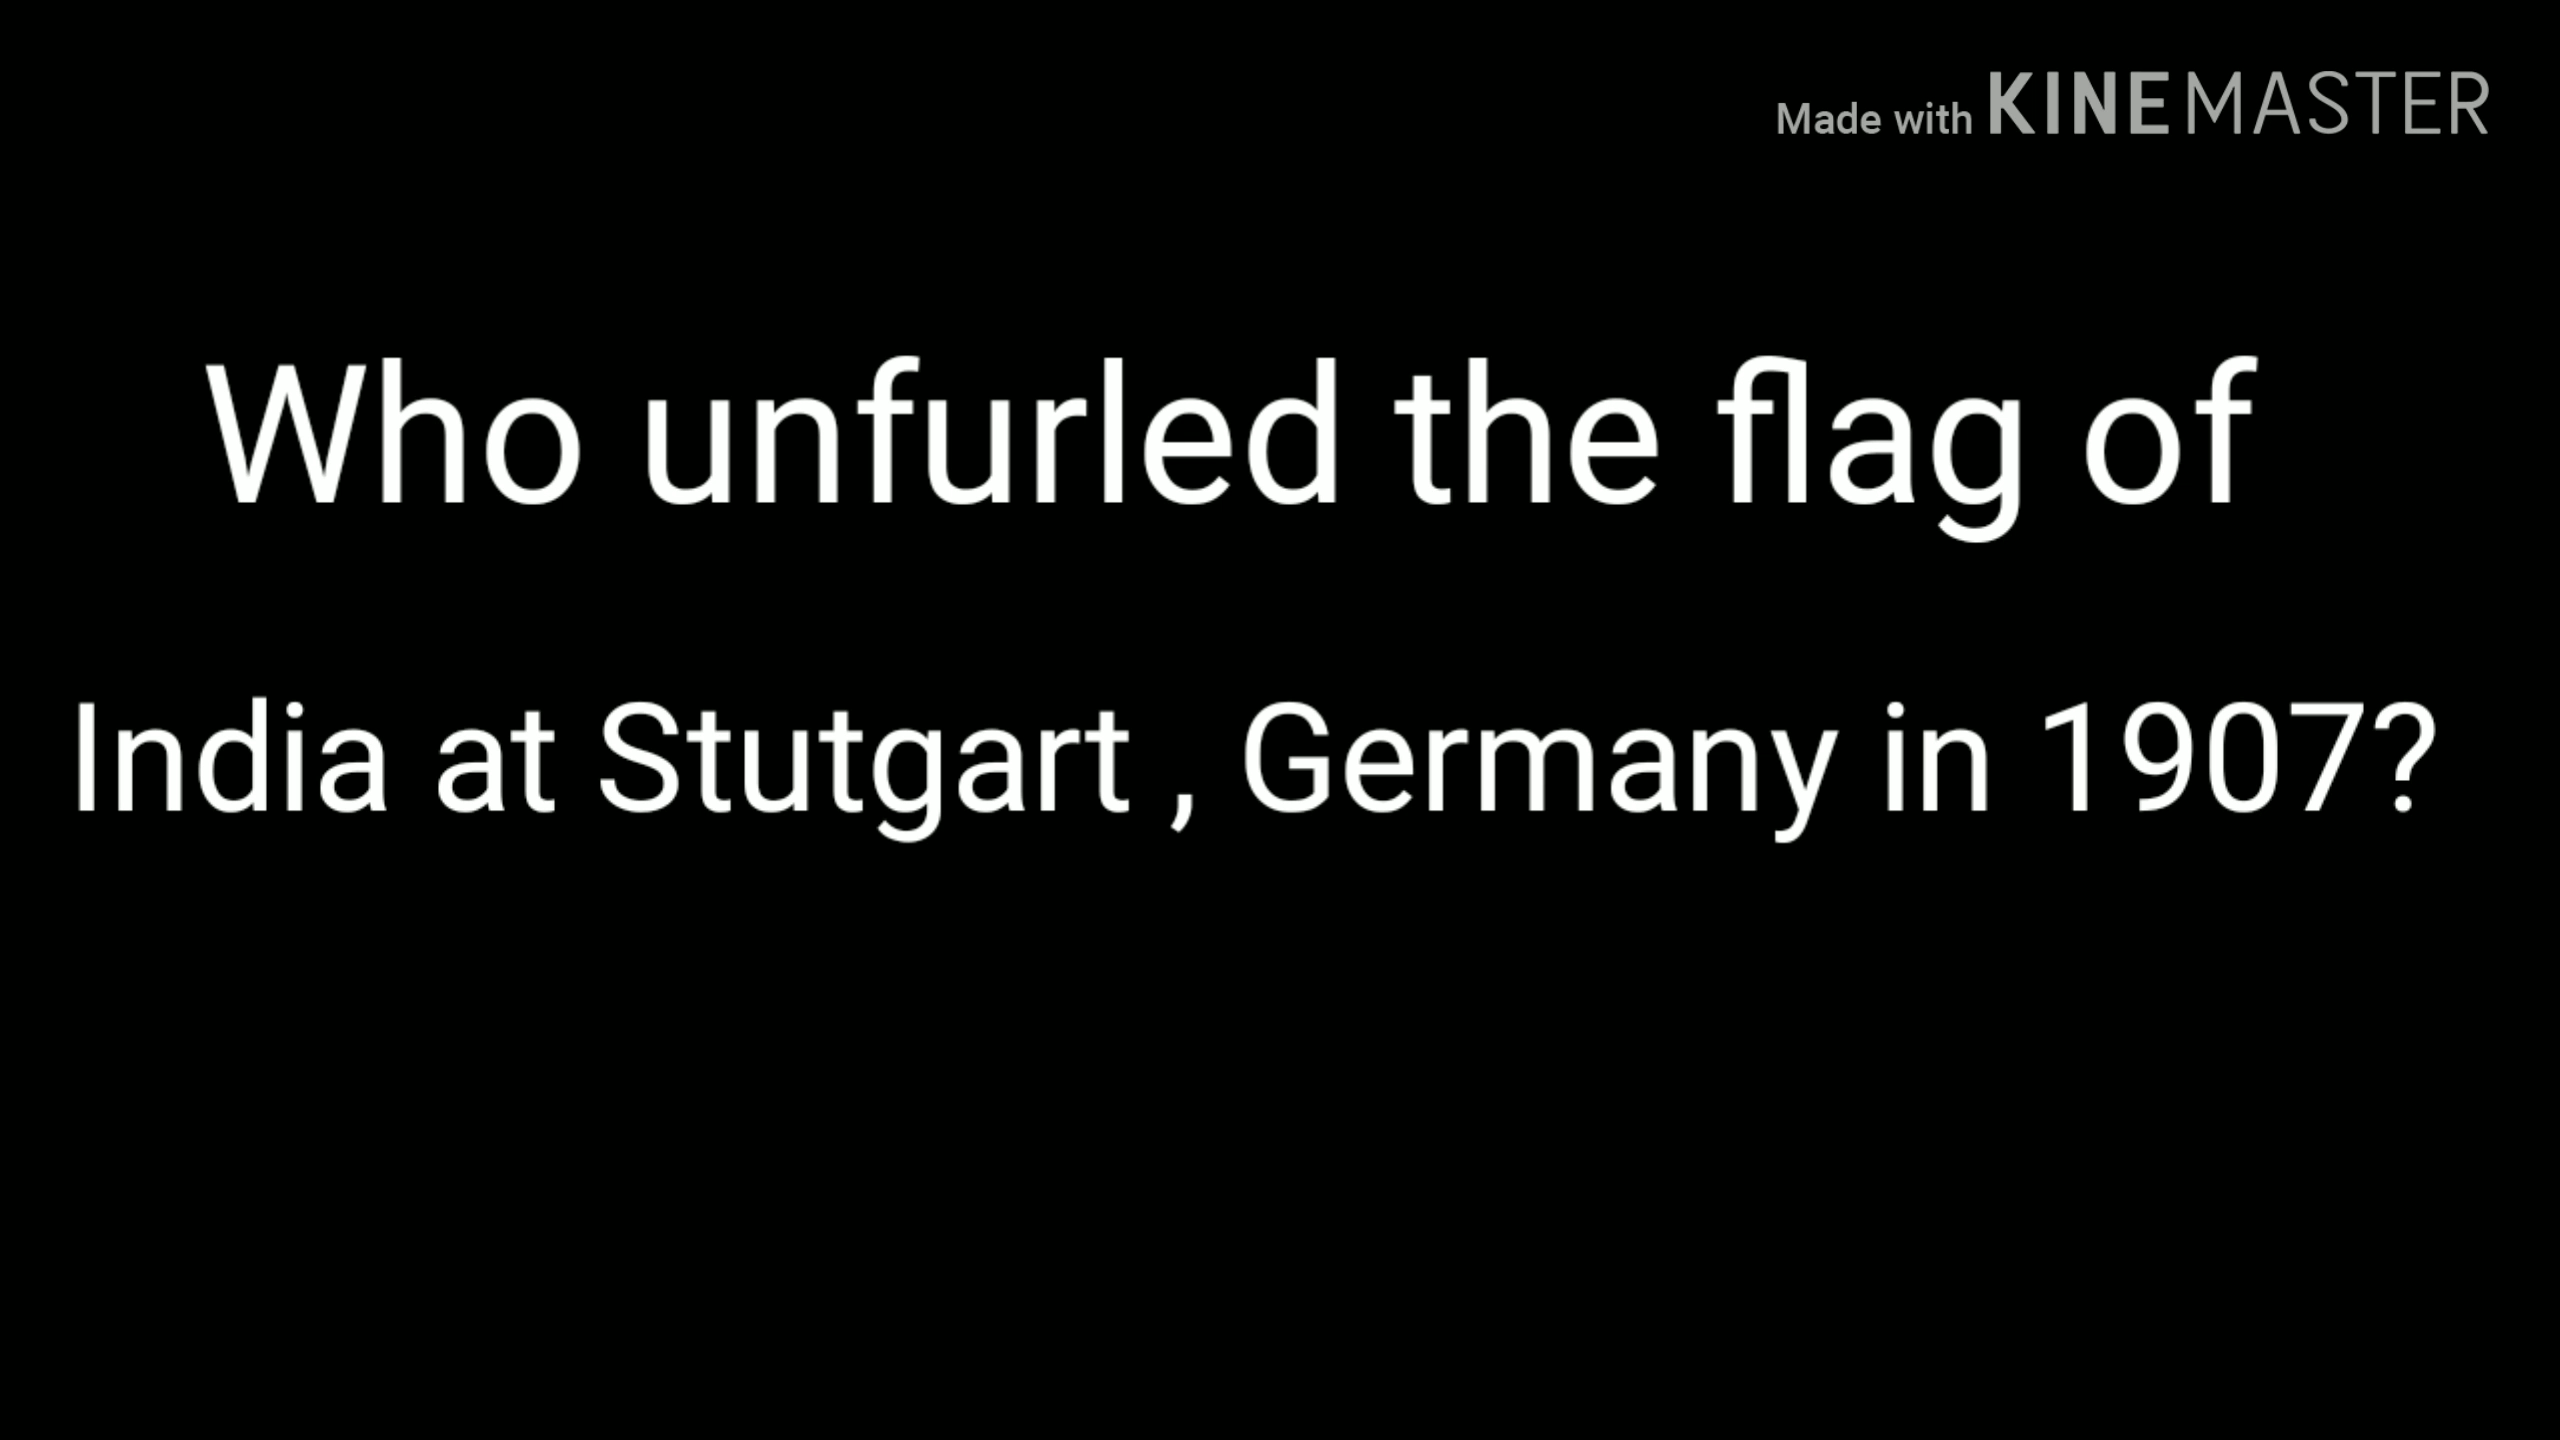 Made with KINEMASTER
Who unfurled the flag of
India at Stutgart , Germany in 1907?